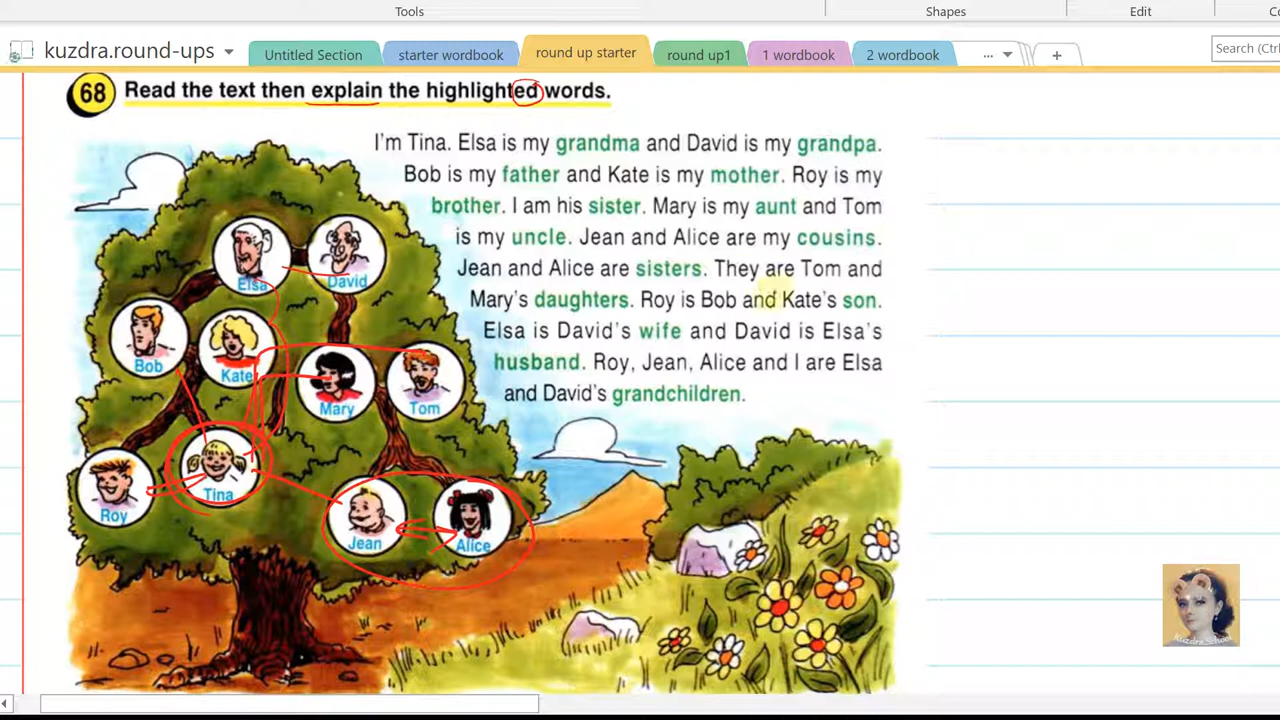 Tools
Shapes
Edit
kuzdra.round-ups
Untitled Section
starter wordbook
round up starter
round up1
1 wordbook
2 wordbook
...
Search (Ct
68 Read the text then explain the highlighted words.
I'm Tina. Elsa is my grandma and David is my grandpa.
Bob is my father and Kate is my mother. Roy is my
brother. I am his sister. Mary is my aunt and Tom
is my uncle. Jean and Alice are my cousins.
Jean and Alice are sisters. They are Tom and
Mary's daughters. Roy is Bob and Kate's son.
Elsa is David's wife and David is Elsa's
husband. Roy, Jean, Alice and I are Elsa
and David's grandchildren.
Elsa
David
Bob
Kate
Mary
Tom
Roy
Tina
Jean
Alice
Kuzdra School